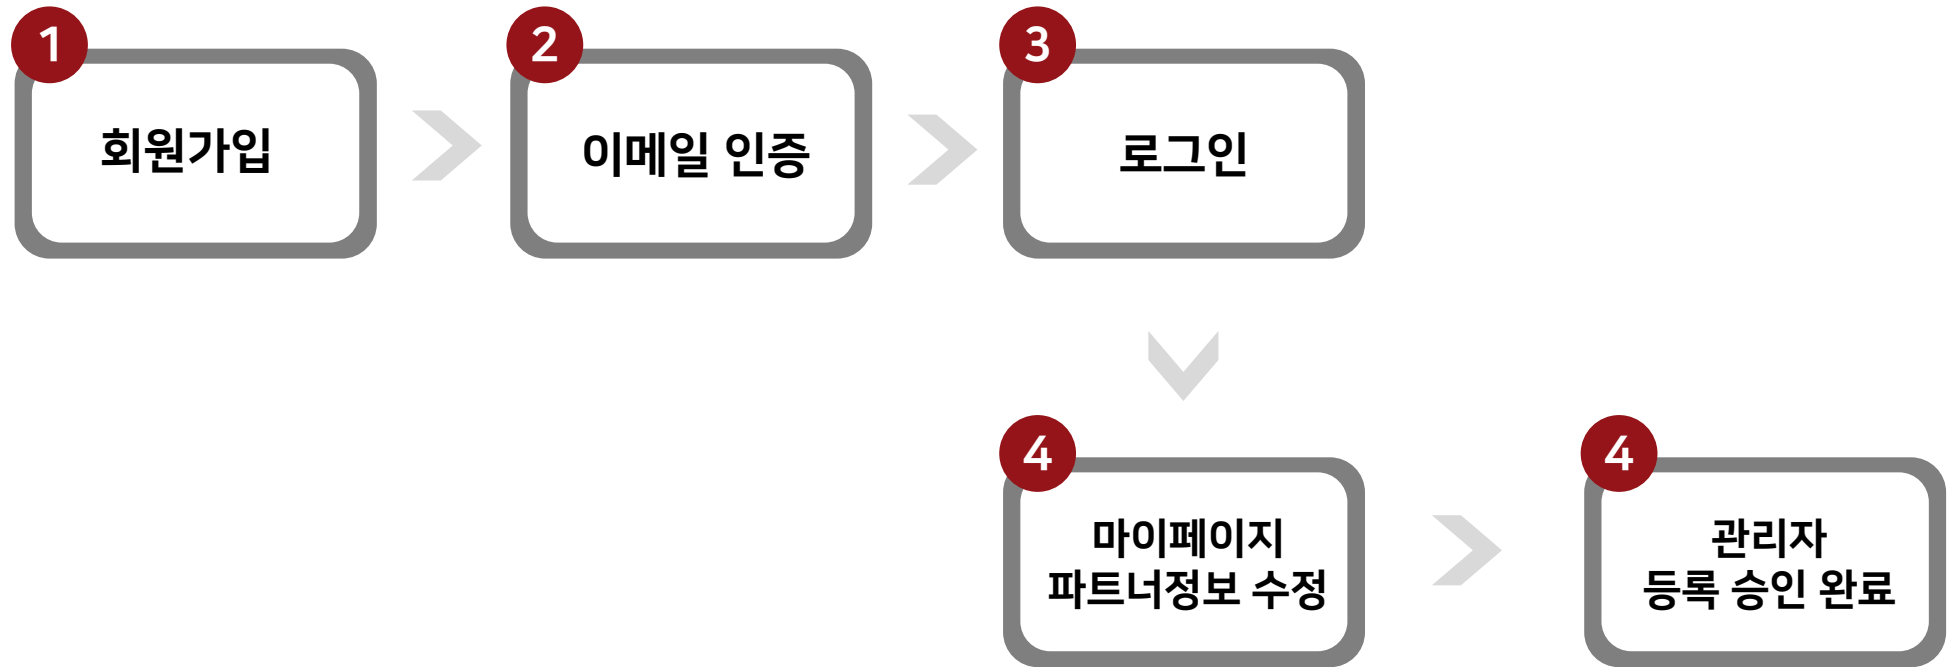 1
회원가입
2
이메일 인증
3
로그인
4
마이페이지
파트너정보 수정
4
관리자
등록 승인 완료